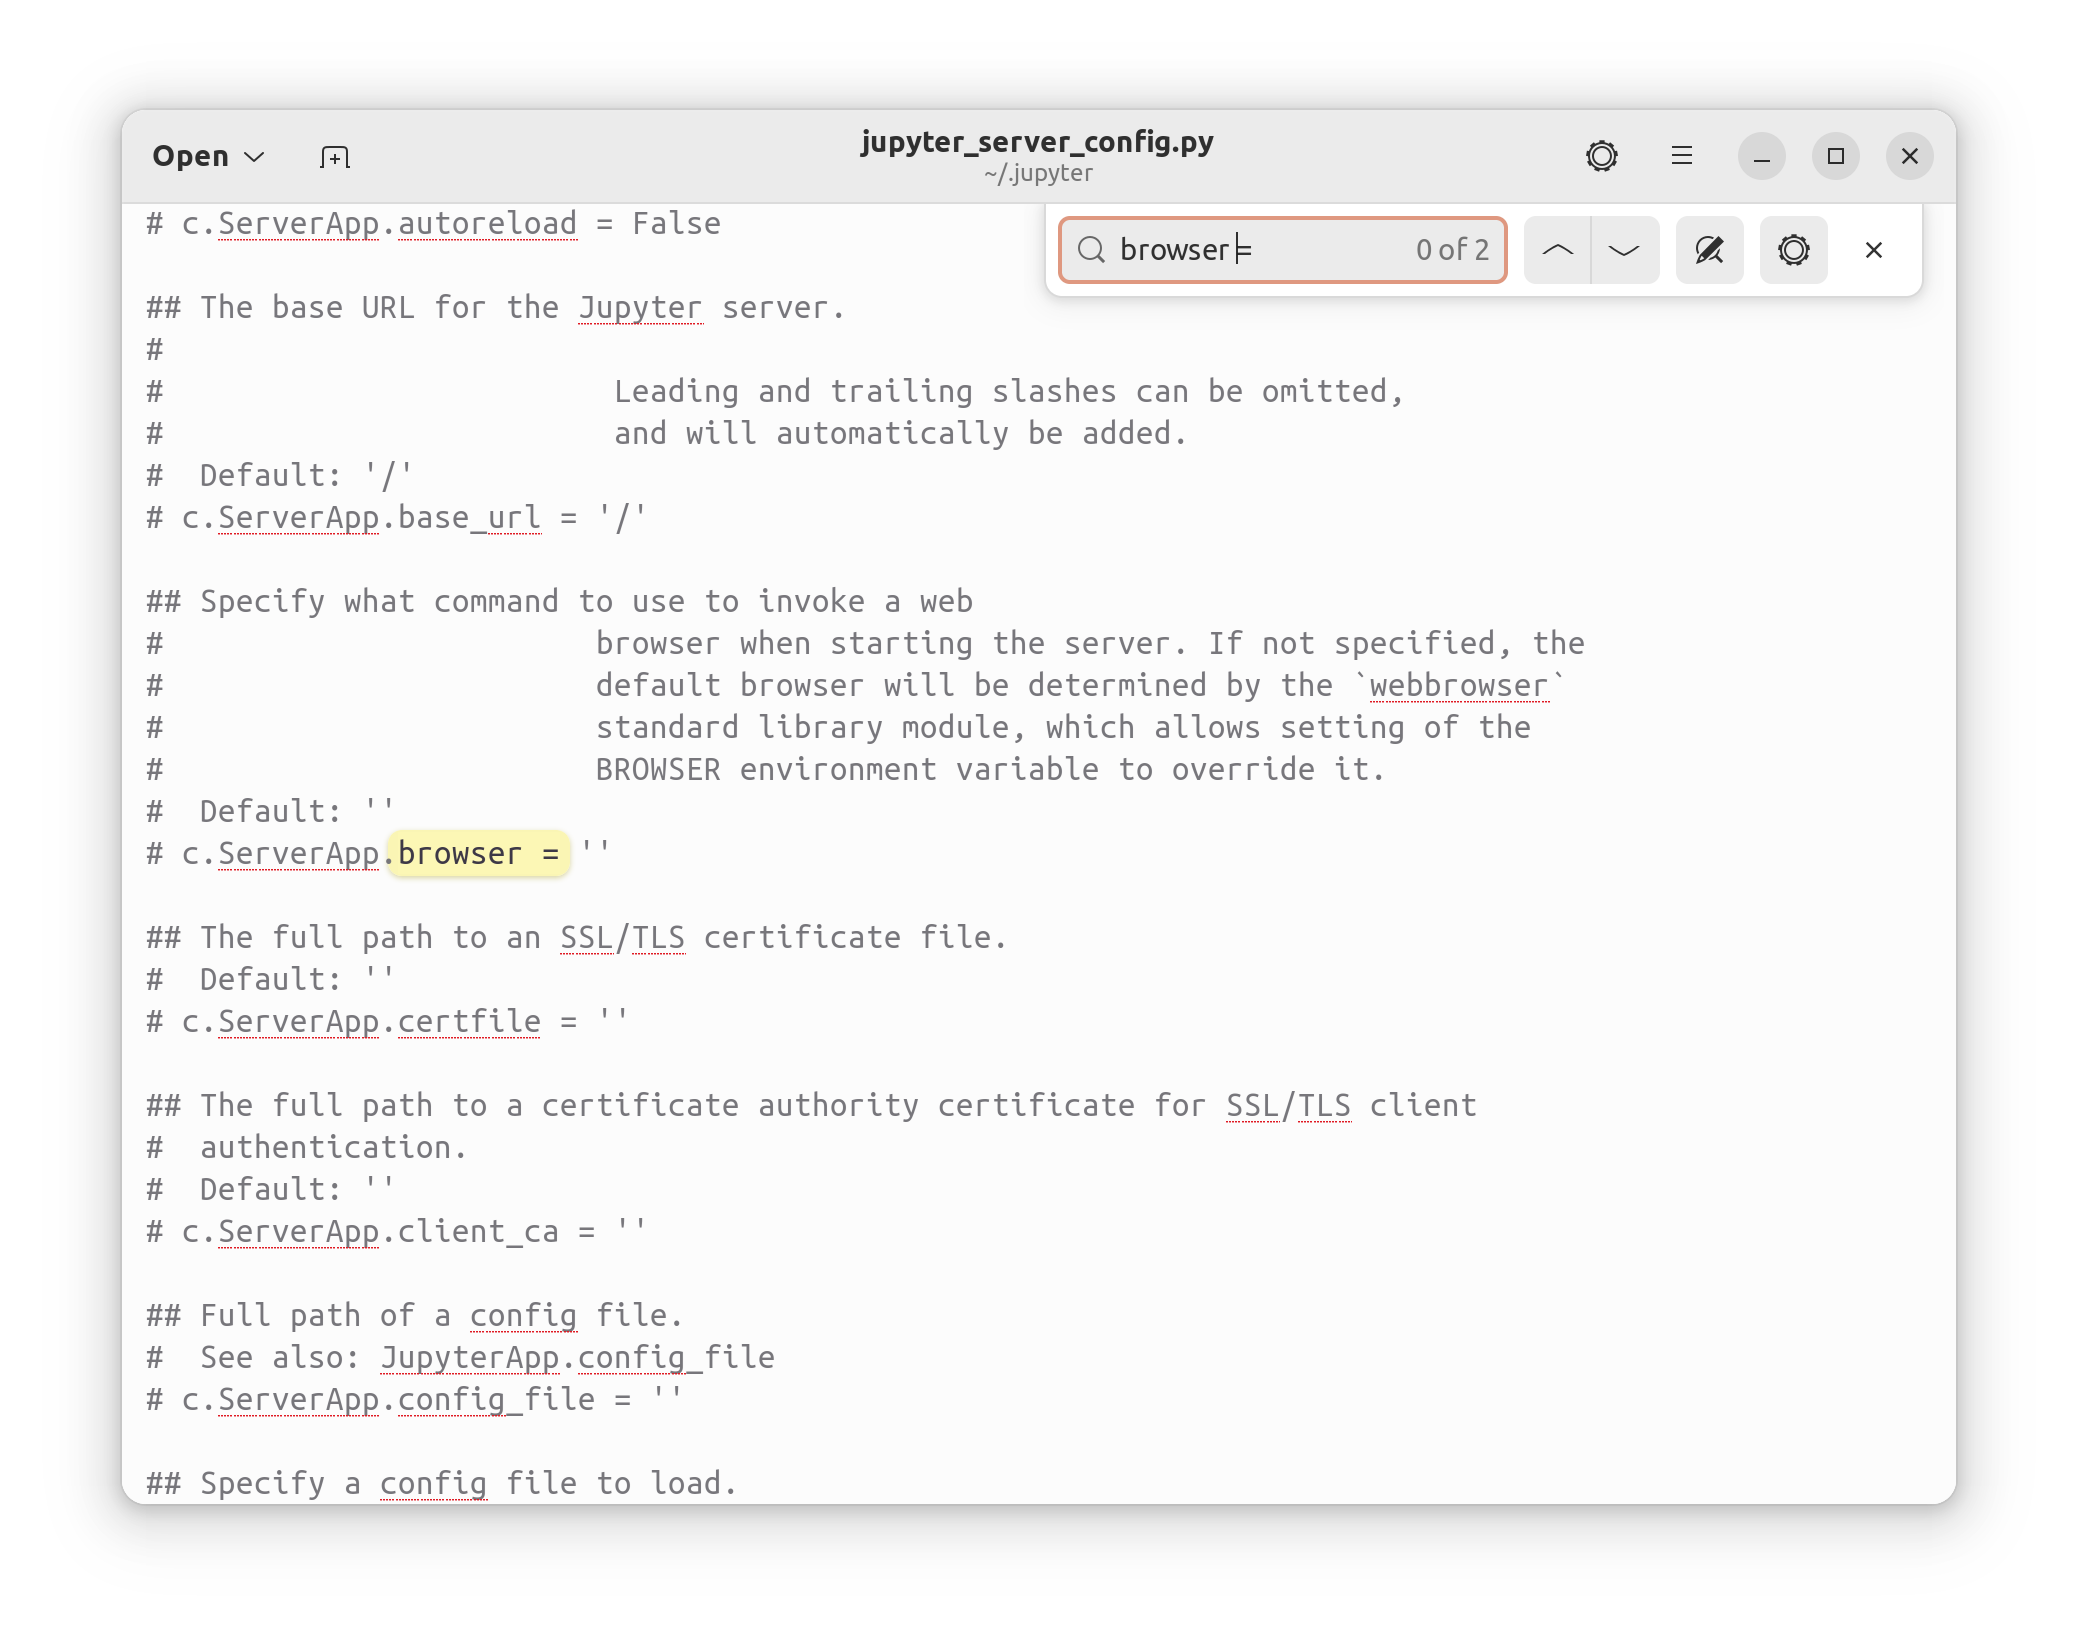 Open
jupyter_server_config.py
~/.jupyter
browser =
0 of 2
# c.ServerApp.autoreload = False
## The base URL for the Jupyter server.
#
# Leading and trailing slashes can be omitted,
# and will automatically be added.
#  Default: '/'
# c.ServerApp.base_url = '/'
## Specify what command to use to invoke a web
# browser when starting the server. If not specified, the
# default browser will be determined by the `webbrowser`
# standard library module, which allows setting of the
# BROWSER environment variable to override it.
#  Default: ''
# c.ServerApp.browser = ''
## The full path to an SSL/TLS certificate file.
#  Default: ''
# c.ServerApp.certfile = ''
## The full path to a certificate authority certificate for SSL/TLS client
#  authentication.
#  Default: ''
# c.ServerApp.client_ca = ''
## Full path of a config file.
#  See also: JupyterApp.config_file
# c.ServerApp.config_file = ''
## Specify a config file to load.